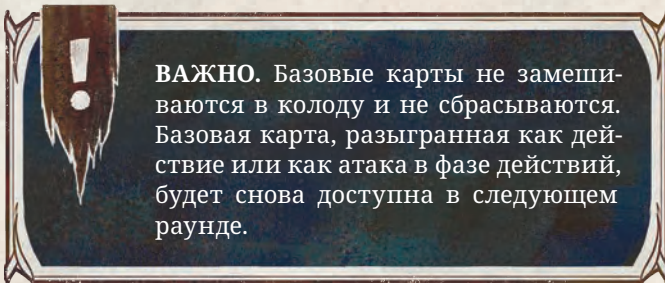 ВАЖНО. Базовые карты не замеши-
ваются в колоду и не сбрасываются.
Базовая карта, разыгранная как дей-
ствие или как атака в фазе действий,
будет снова доступна в следующем
раунде.